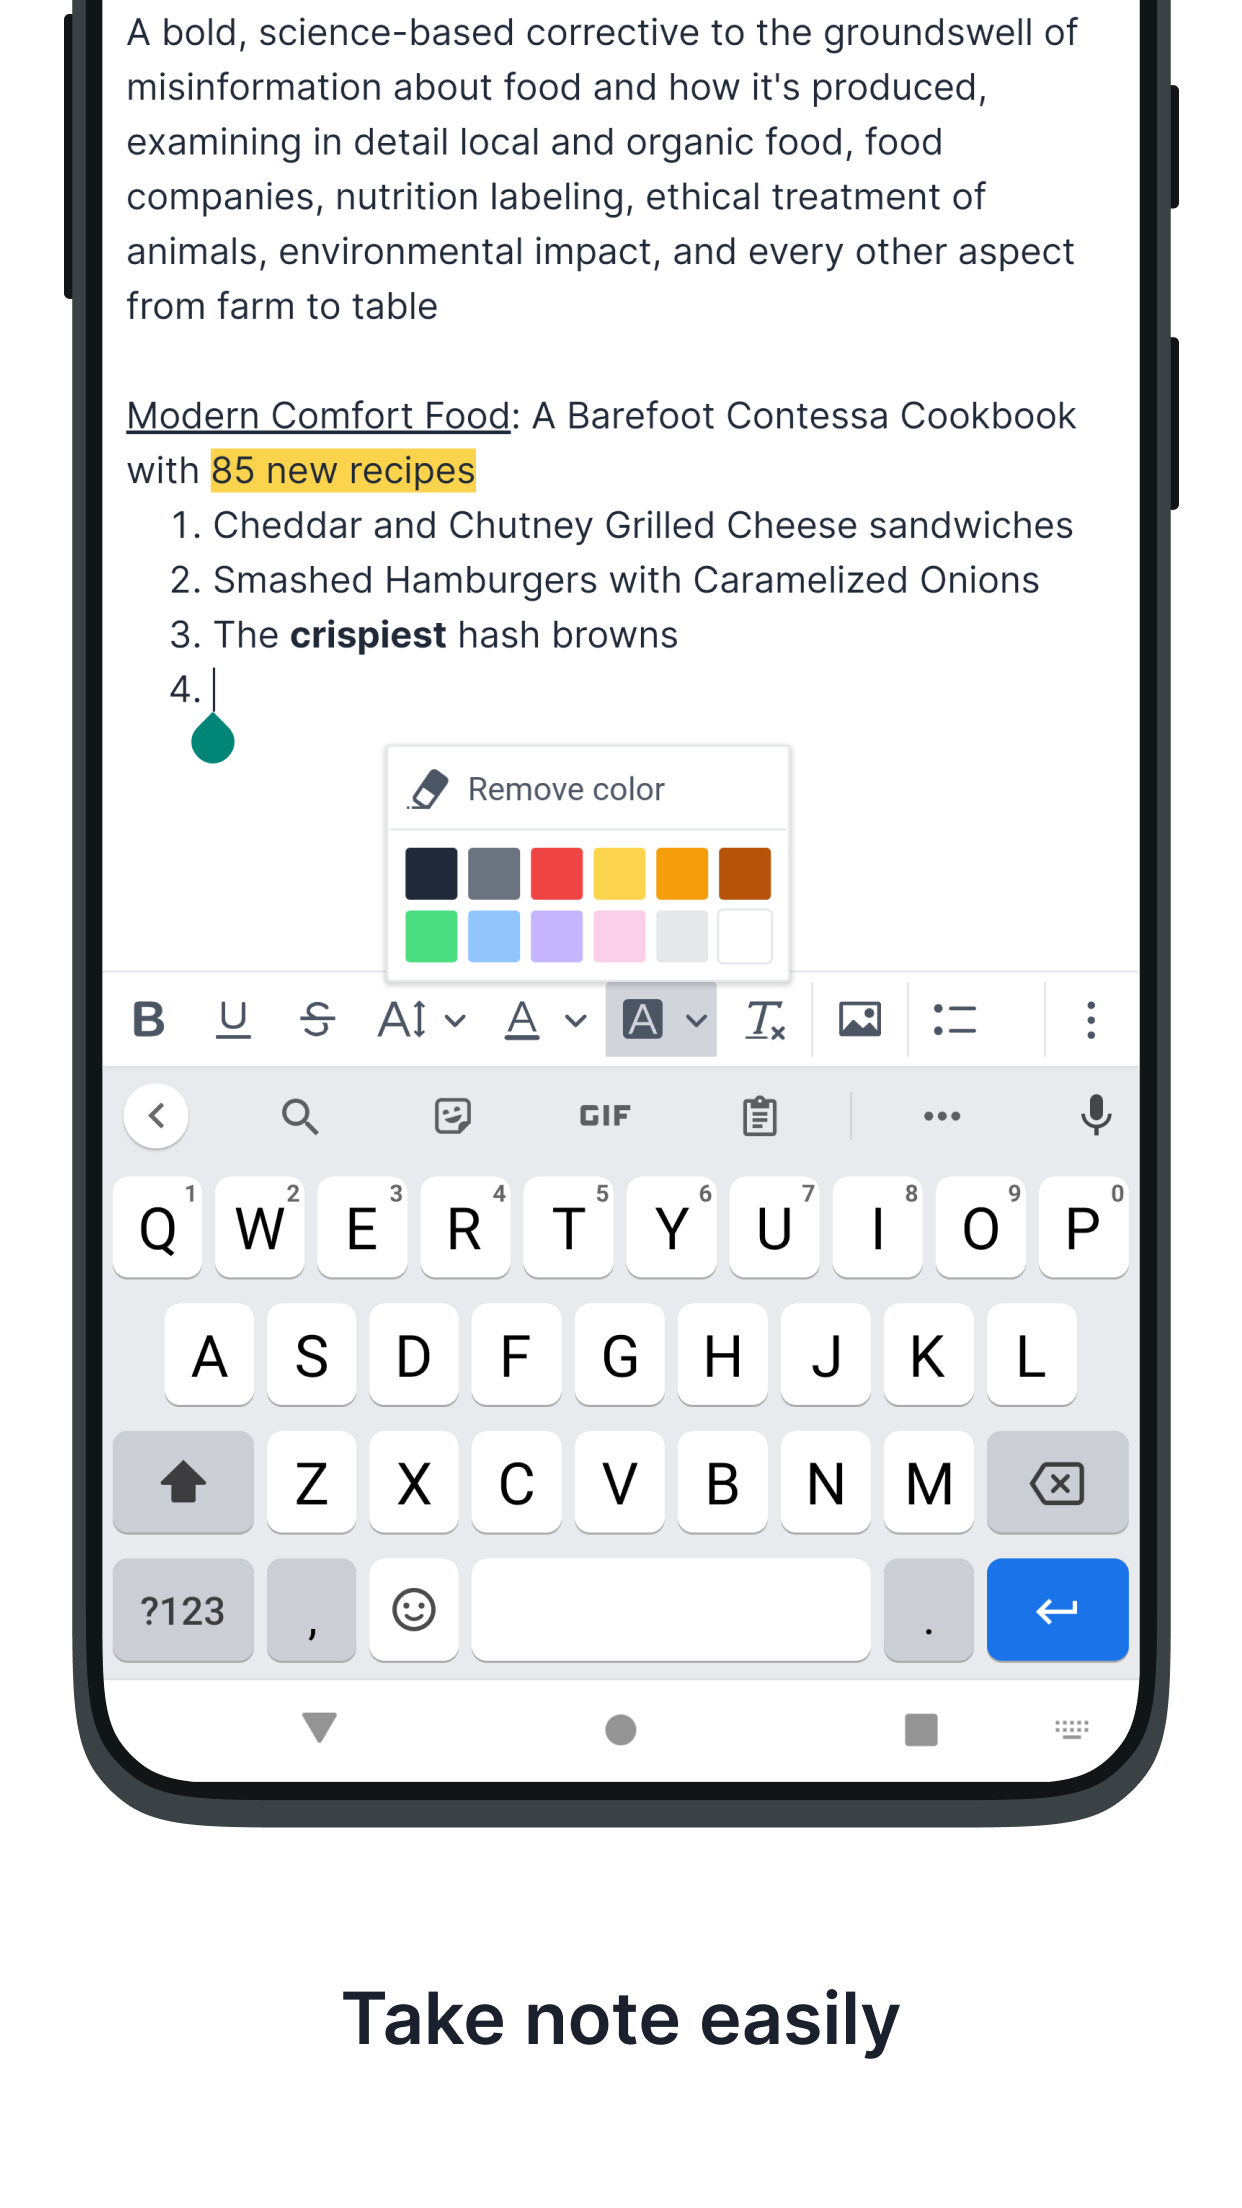 A bold, science-based corrective to the groundswell of
misinformation about food and how it's produced,
examining in detail local and organic food, food
companies, nutrition labeling, ethical treatment of
animals, environmental impact, and every other aspect
from farm to table
Modern Comfort Food: A Barefoot Contessa Cookbook
with 85 new recipes
1. Cheddar and Chutney Grilled Cheese sandwiches
2. Smashed Hamburgers with Caramelized Onions
3. The crispiest hash browns
4.
Remove color
B U S A A A T
GIF
Q 1 W 2 E 3 R 4 T 5 Y 6 U 7 I 8 O 9 P 0
A S D F G H J K L
Z X C V B N M
?123 , .
Take note easily